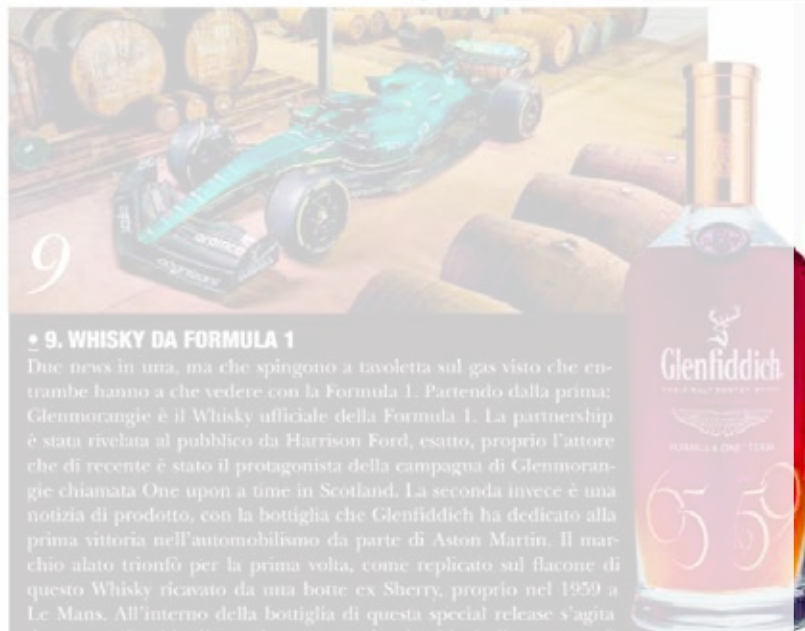 aramco
cognizant
9
• 9. WHISKY DA FORMULA 1
Due news in una, ma che spingono a tavoletta sul gas visto che en-
trambe hanno a che vedere con la Formula 1. Partendo dalla prima:
Glenmorangie è il Whisky ufficiale della Formula 1. La partnership
è stata rivelata al pubblico da Harrison Ford, esatto, proprio l'attore
che di recente è stato il protagonista della campagna di Glenmoran-
gie chiamata One upon a time in Scotland. La seconda invece è una
notizia di prodotto, con la bottiglia che Glenfiddich ha dedicato alla
prima vittoria nell'automobilismo da parte di Aston Martin. Il mar-
chio alato trionfò per la prima volta, come replicato sul flacone di
questo Whisky ricavato da una botte ex Sherry, proprio nel 1959 a
Le Mans. All'interno della bottiglia di questa special release s'agita
Glenfiddich
SINGLE MALT SCOTCH WHISKY
FORMULA ONE TEAM
65 59